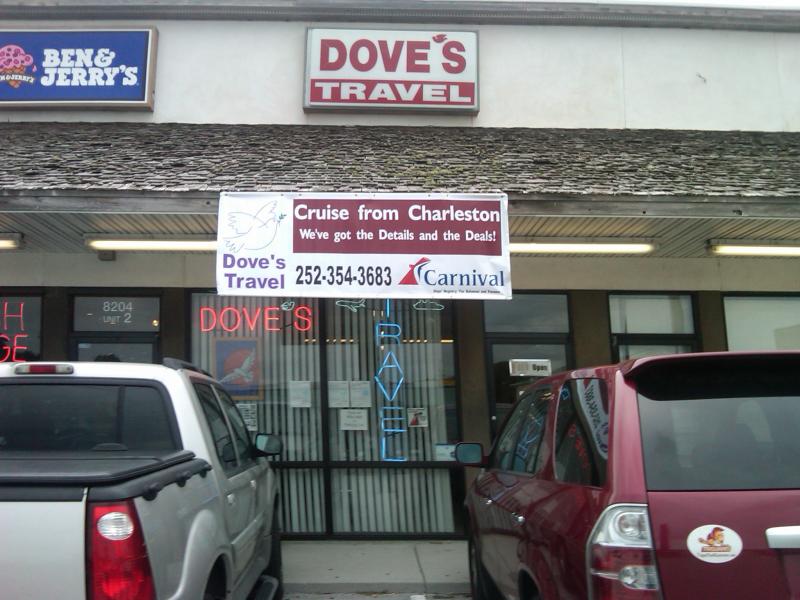 BEN&
JERRY'S
DOVE'S
TRAVEL
Cruise from Charleston
We've got the Details and the Deals!
Dove's
Travel
252-354-3683
Carnival
8204
UNIT 2
H
GE
DOVE'S
TRAVEL
Open